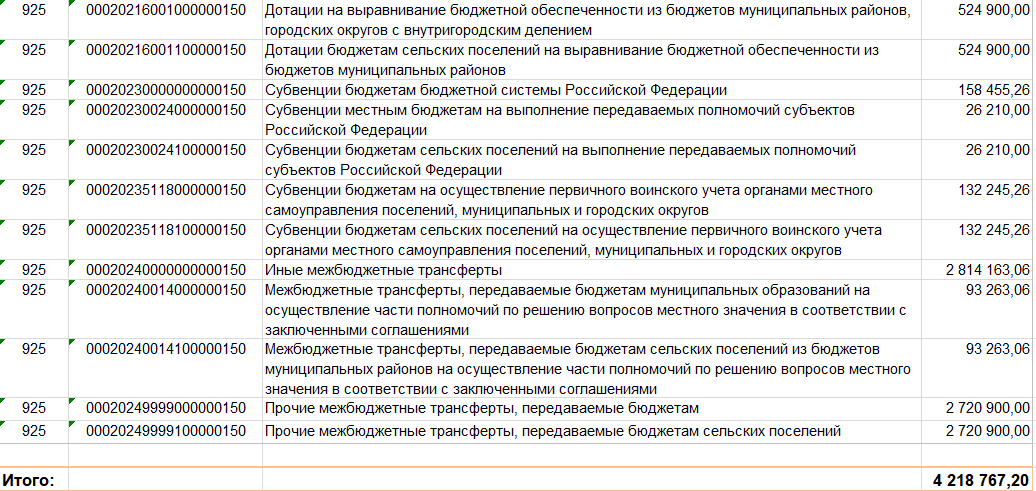 925 00020216001000000150 Дотации на выравнивание бюджетной обеспеченности из бюджетов муниципальных районов, 524 900,00
городских округов с внутригородским делением
925 00020216001100000150 Дотации бюджетам сельских поселений на выравнивание бюджетной обеспеченности из 524 900,00
бюджетов муниципальных районов
925 00020230000000000150 Субвенции бюджетам бюджетной системы Российской Федерации 158 455,26
925 00020230024000000150 Субвенции местным бюджетам на выполнение передаваемых полномочий субъектов 26 210,00
Российской Федерации
925 00020230024100000150 Субвенции бюджетам сельских поселений на выполнение передаваемых полномочий 26 210,00
субъектов Российской Федерации
925 00020235118000000150 Субвенции бюджетам на осуществление первичного воинского учета органами местного 132 245,26
самоуправления поселений, муниципальных и городских округов
925 00020235118100000150 Субвенции бюджетам сельских поселений на осуществление первичного воинского учета 132 245,26
органами местного самоуправления поселений, муниципальных и городских округов
925 00020240000000000150 Иные межбюджетные трансферты 2 814 163,06
925 00020240014000000150 Межбюджетные трансферты, передаваемые бюджетам муниципальных образований на 93 263,06
осуществление части полномочий по решению вопросов местного значения в соответствии с
заключенными соглашениями
925 00020240014100000150 Межбюджетные трансферты, передаваемые бюджетам сельских поселений из бюджетов 93 263,06
муниципальных районов на осуществление части полномочий по решению вопросов местного
значения в соответствии с заключенными соглашениями
925 00020249999000000150 Прочие межбюджетные трансферты, передаваемые бюджетам 2 720 900,00
925 00020249999100000150 Прочие межбюджетные трансферты, передаваемые бюджетам сельских поселений 2 720 900,00
Итого: 4 218 767,20